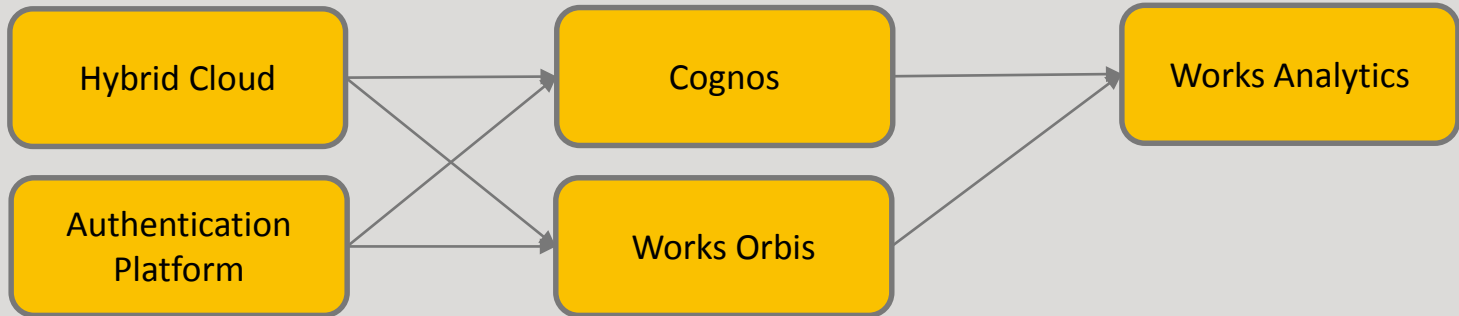 Hybrid Cloud
Cognos
Works Analytics
Authentication
Platform
Works Orbis